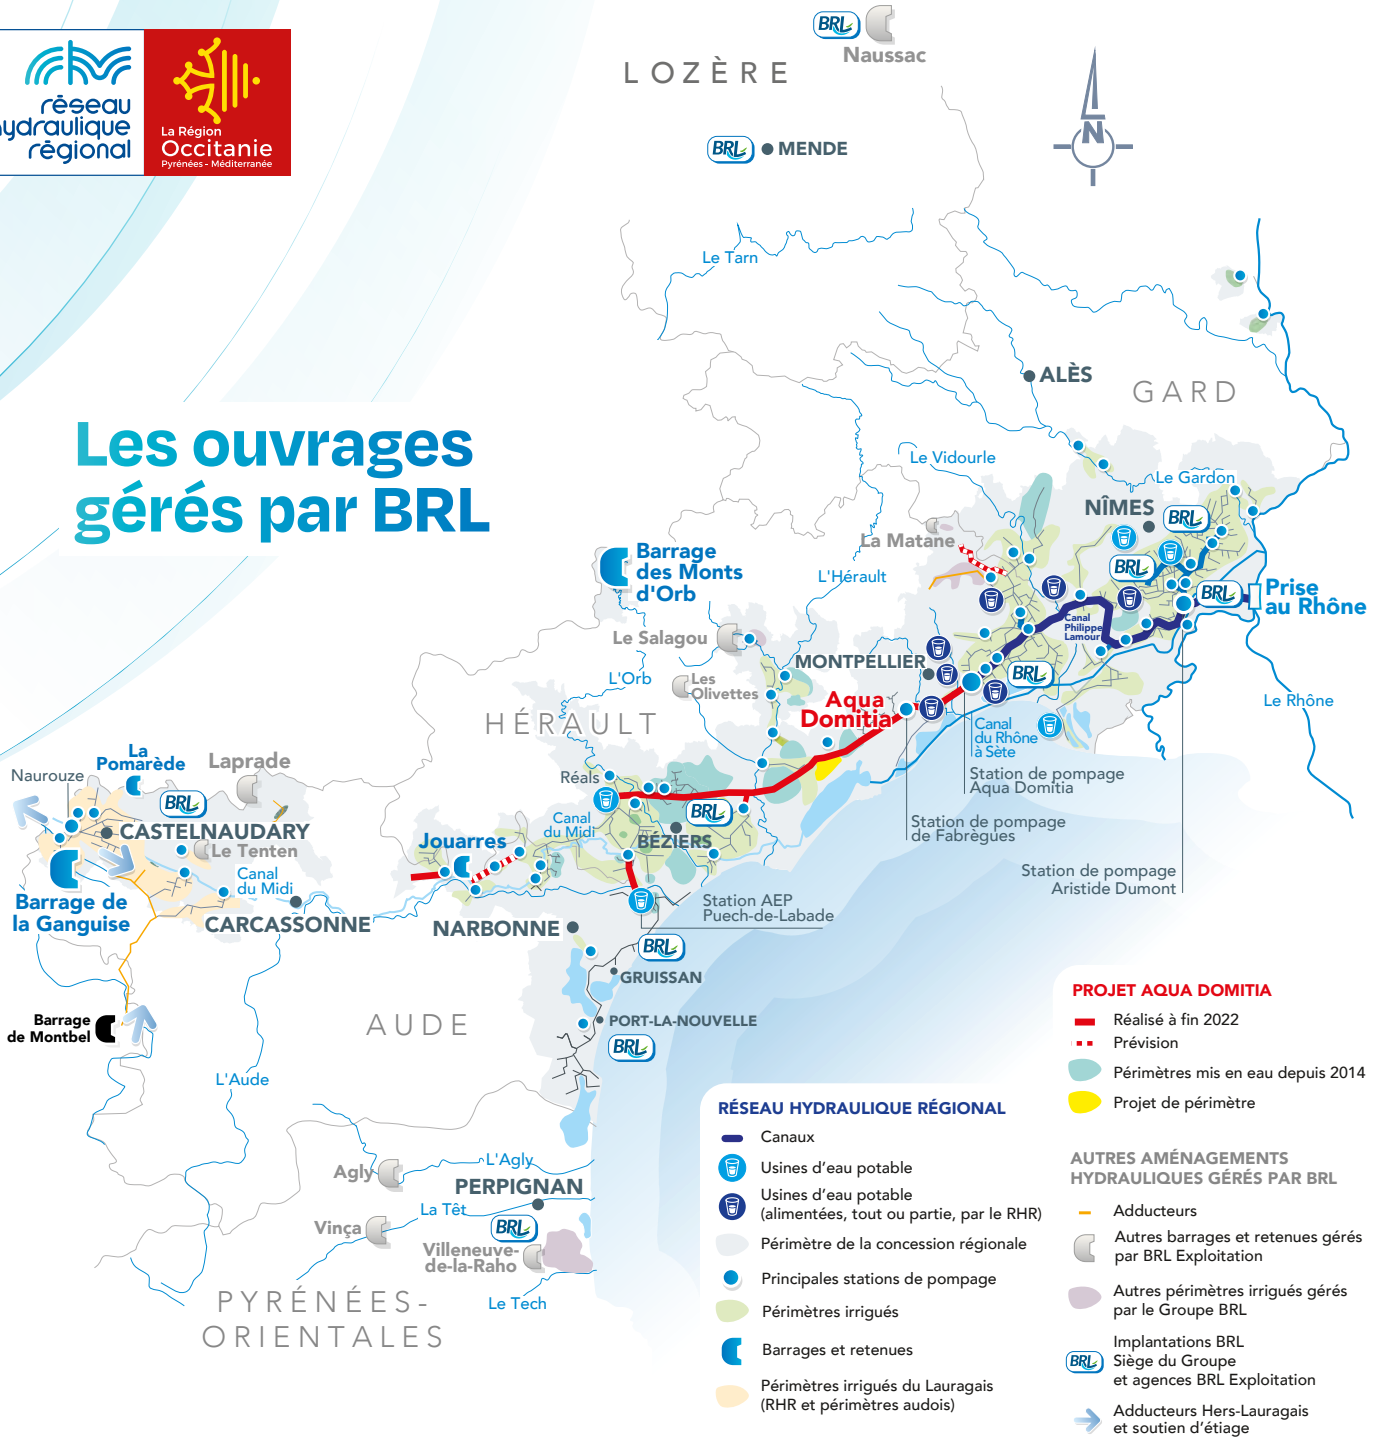 réseau
hydraulique
régional
La Région
Occitanie
Pyrénées - Méditerranée
Les ouvrages
gérés par BRL
BRL
Naussac
LOZÈRE
BRL
MENDE
N
Le Tarn
ALÈS
GARD
Le Vidourle
Le Gardon
NÎMES
BRL
La Matane
BRL
L'Hérault
BRL
Prise
au Rhône
Barrage
des Monts
d'Orb
Canal
Philippe
Lamour
Le Salagou
MONTPELLIER
BRL
L'Orb
Les
Olivettes
Aqua
Domitia
Le Rhône
HÉRAULT
Canal
du Rhône
à Sète
La
Pomarède
Laprade
Naurouze
Réals
Station de pompage
Aqua Domitia
BRL
BRL
Canal
du Midi
Station de pompage
de Fabrègues
CASTELNAUDARY
Jouarres
BÉZIERS
Le Tenten
Canal
du Midi
Station de pompage
Aristide Dumont
Barrage de
la Ganguise
Station AEP
Puech-de-Labade
CARCASSONNE
NARBONNE
BRL
GRUISSAN
Barrage
de Montbel
AUDE
PORT-LA-NOUVELLE
BRL
L'Aude
Agly
L'Agly
PERPIGNAN
La Têt
Vinça
BRL
Villeneuve-
de-la-Raho
Le Tech
PYRÉNÉES-
ORIENTALES
PROJET AQUA DOMITIA
Réalisé à fin 2022
Prévision
Périmètres mis en eau depuis 2014
Projet de périmètre
RÉSEAU HYDRAULIQUE RÉGIONAL
Canaux
Usines d'eau potable
Usines d'eau potable
(alimentées, tout ou partie, par le RHR)
Périmètre de la concession régionale
Principales stations de pompage
Périmètres irrigués
Barrages et retenues
Périmètres irrigués du Lauragais
(RHR et périmètres audois)
AUTRES AMÉNAGEMENTS
HYDRAULIQUES GÉRÉS PAR BRL
Adducteurs
Autres barrages et retenues gérés
par BRL Exploitation
Autres périmètres irrigués gérés
par le Groupe BRL
BRL
Implantations BRL
Siège du Groupe
et agences BRL Exploitation
Adducteurs Hers-Lauragais
et soutien d'étiage